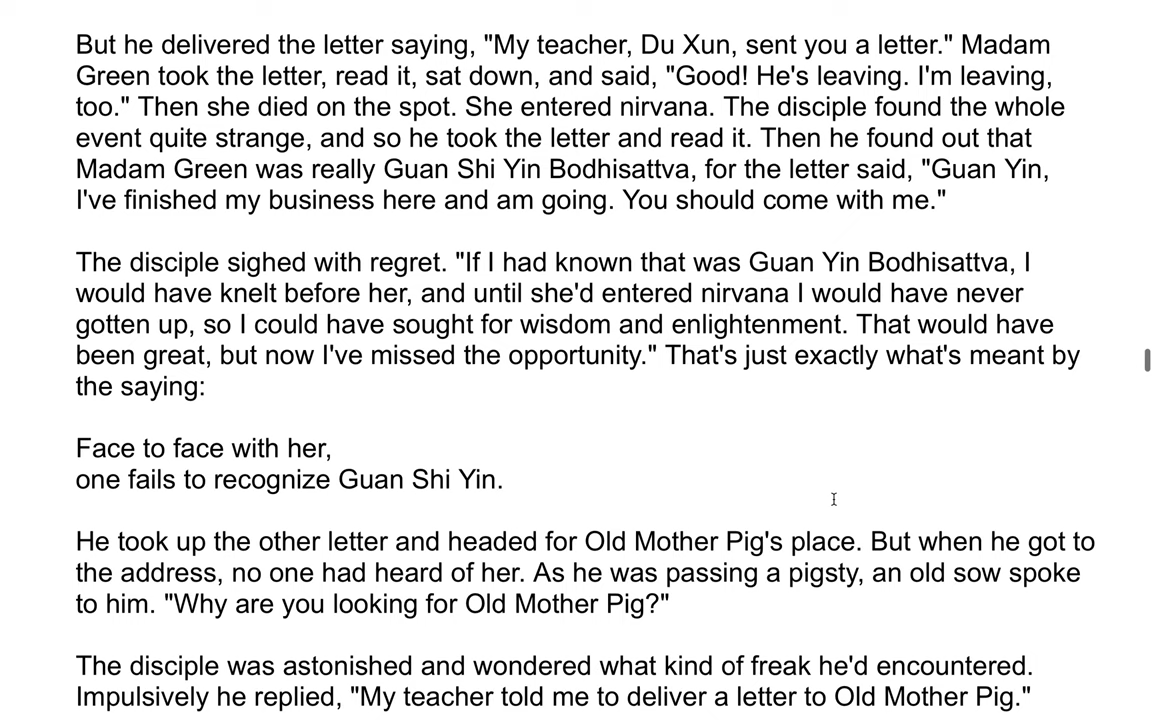 But he delivered the letter saying, "My teacher, Du Xun, sent you a letter." Madam
Green took the letter, read it, sat down, and said, "Good! He's leaving. I'm leaving,
too." Then she died on the spot. She entered nirvana. The disciple found the whole
event quite strange, and so he took the letter and read it. Then he found out that
Madam Green was really Guan Shi Yin Bodhisattva, for the letter said, "Guan Yin,
I've finished my business here and am going. You should come with me."

The disciple sighed with regret. "If I had known that was Guan Yin Bodhisattva, I
would have knelt before her, and until she'd entered nirvana I would have never
gotten up, so I could have sought for wisdom and enlightenment. That would have
been great, but now I've missed the opportunity." That's just exactly what's meant by
the saying:

Face to face with her,
one fails to recognize Guan Shi Yin.

He took up the other letter and headed for Old Mother Pig's place. But when he got to
the address, no one had heard of her. As he was passing a pigsty, an old sow spoke
to him. "Why are you looking for Old Mother Pig?"

The disciple was astonished and wondered what kind of freak he'd encountered.
Impulsively he replied, "My teacher told me to deliver a letter to Old Mother Pig."